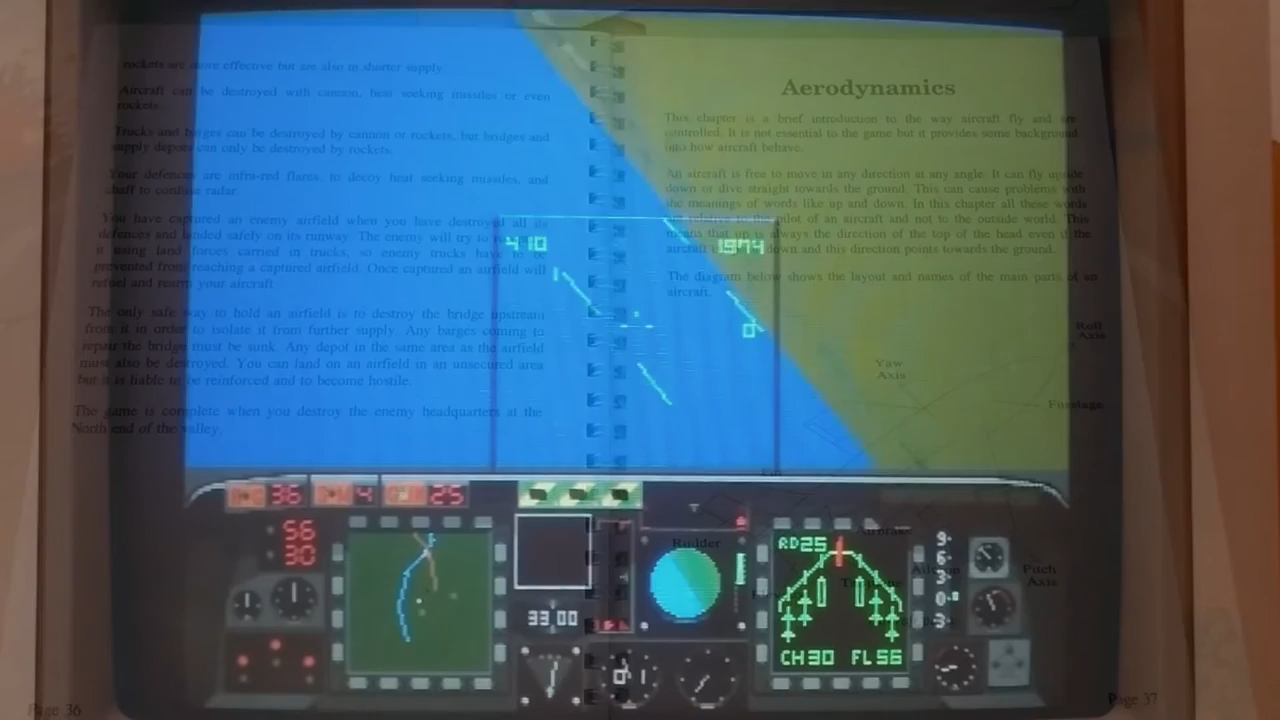 rockets are more effective but are also in shorter supply.
Aircraft can be destroyed with cannon, heat seeking missiles or even
rockets.
Trucks and barges can be destroyed by cannon or rockets, but bridges and
supply depots can only be destroyed by rockets.
Your defences are infra-red flares, to decoy heat seeking missiles, and
chaff to confuse radar.
You have captured an enemy airfield when you have destroyed all its
defences and landed safely on its runway. The enemy will try to
it using land forces carried in trucks, so enemy trucks have to be
prevented from reaching a captured airfield. Once captured an airfield will
refuel and rearm your aircraft.
The only safe way to hold an airfield is to destroy the bridge upstream
from it in order to isolate it from further supply. Any barges coming to
repair the bridge must be sunk. Any depot in the same area as the airfield
must also be destroyed. You can land on an airfield in an unsecured area
but it is liable to be reinforced and to become hostile.
The game is complete when you destroy the enemy headquarters at the
North end of the valley.
Page 36
Aerodynamics
This chapter is a brief introduction to the way aircraft fly and are
controlled. It is not essential to the game but it provides some background
into how aircraft behave.
An aircraft is free to move in any direction at any angle. It can fly upside
down or dive straight towards the ground. This can cause problems with
the meanings of words like up and down. In this chapter all these words
are relative to the pilot of an aircraft and not to the outside world. This
means that up is always the direction of the top of the head even if the
aircraft is down and this direction points towards the ground.
The diagram below shows the layout and names of the main parts of an
aircraft.
Roll
Axis
Yaw
Axis
Fuselage
Fin
Rudder
Airbrake
Aileron
Pitch
Axis
Page 37
410
1974
36
4
GUN 25
56
30
33.00
RD25
CH30 FL56
9
6
3
0
3